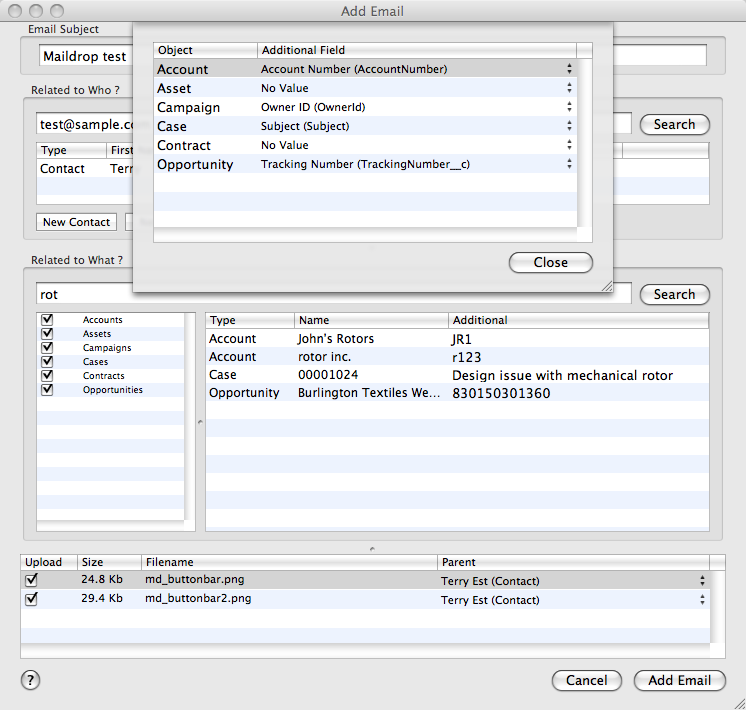 Add Email
Email Subject
Maildrop test
Object Additional Field
Account Account Number (AccountNumber)
Asset No Value
Campaign Owner ID (OwnerId)
Case Subject (Subject)
Contract No Value
Opportunity Tracking Number (TrackingNumber__c)
Close
Related to Who ?
test@sample.c
Search
Type First
Contact Terr
New Contact
Related to What ?
rot
Search
Accounts
Assets
Campaigns
Cases
Contracts
Opportunities
Type Name Additional
Account John's Rotors JR1
Account rotor inc. r123
Case 00001024 Design issue with mechanical rotor
Opportunity Burlington Textiles We... 830150301360
Upload Size Filename Parent
24.8 Kb md_buttonbar.png Terry Est (Contact)
29.4 Kb md_buttonbar2.png Terry Est (Contact)
?
Cancel
Add Email